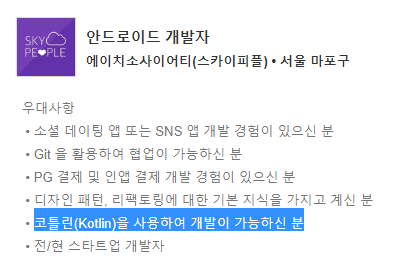 SKY
PEOPLE
안드로이드 개발자
에이치소사이어티(스카이피플) • 서울 마포구
우대사항
• 소셜 데이팅 앱 또는 SNS 앱 개발 경험이 있으신 분
• Git 을 활용하여 협업이 가능하신 분
• PG 결제 및 인앱 결제 개발 경험이 있으신 분
• 디자인 패턴, 리팩토링에 대한 기본 지식을 가지고 계신 분
• 코틀린(Kotlin)을 사용하여 개발이 가능하신 분
• 전/현 스타트업 개발자